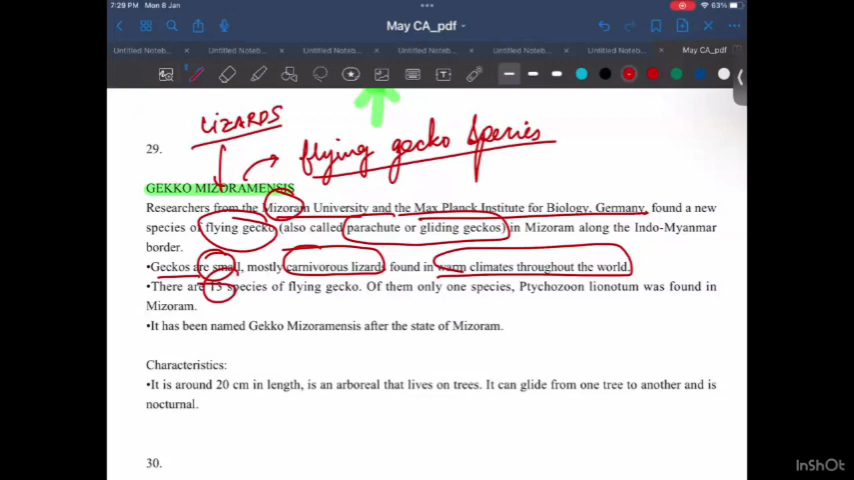 7:29 PM Mon 8 Jan
63%
May CA_pdf
Untitled Noteb...
Untitled Noteb...
Untitled Noteb...
Untitled Noteb...
Untitled Noteb...
Untitled Noteb...
May CA_pdf
LIZARDS
flying gecko Species
29.
GEKKO MIZORAMENSIS
Researchers from the Mizoram University and the Max Planck Institute for Biology, Germany, found a new
species of flying gecko (also called parachute or gliding geckos) in Mizoram along the Indo-Myanmar
border.
•Geckos are small, mostly carnivorous lizards found in warm climates throughout the world.
•There are 13 species of flying gecko. Of them only one species, Ptychozoon lionotum was found in
Mizoram.
•It has been named Gekko Mizoramensis after the state of Mizoram.
Characteristics:
•It is around 20 cm in length, is an arboreal that lives on trees. It can glide from one tree to another and is
nocturnal.
30.
InShOt